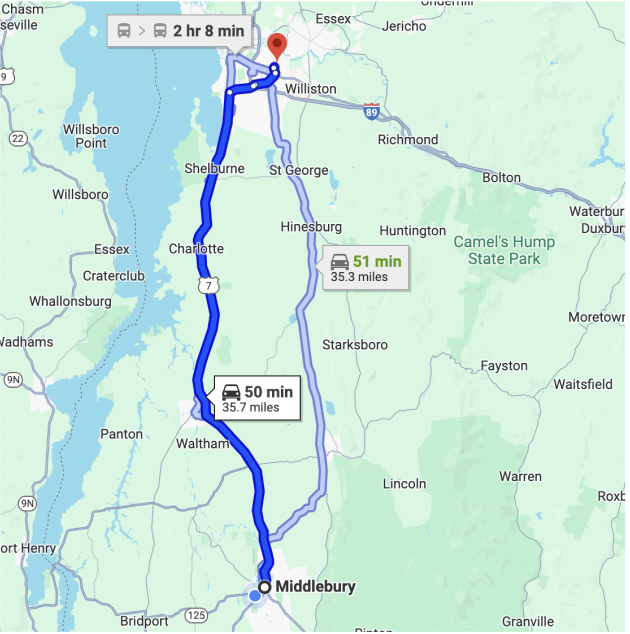 Underhill
Chasm
seville
Essex
Jericho
2 hr 8 min
9
Williston
89
Willsboro
Point
22
Richmond
Shelburne
St George
Bolton
Willsboro
Waterbur
Duxbur
Hinesburg
Huntington
Essex
Charlotte
Camel's Hump
State Park
Craterclub
51 min
35.3 miles
7
Whallonsburg
Moretow
Wadhams
Starksboro
Fayston
9N
Waitsfield
50 min
35.7 miles
Panton
Waltham
Lincoln
Warren
9N
Roxb
ort Henry
Middlebury
Bridport
125
Granville